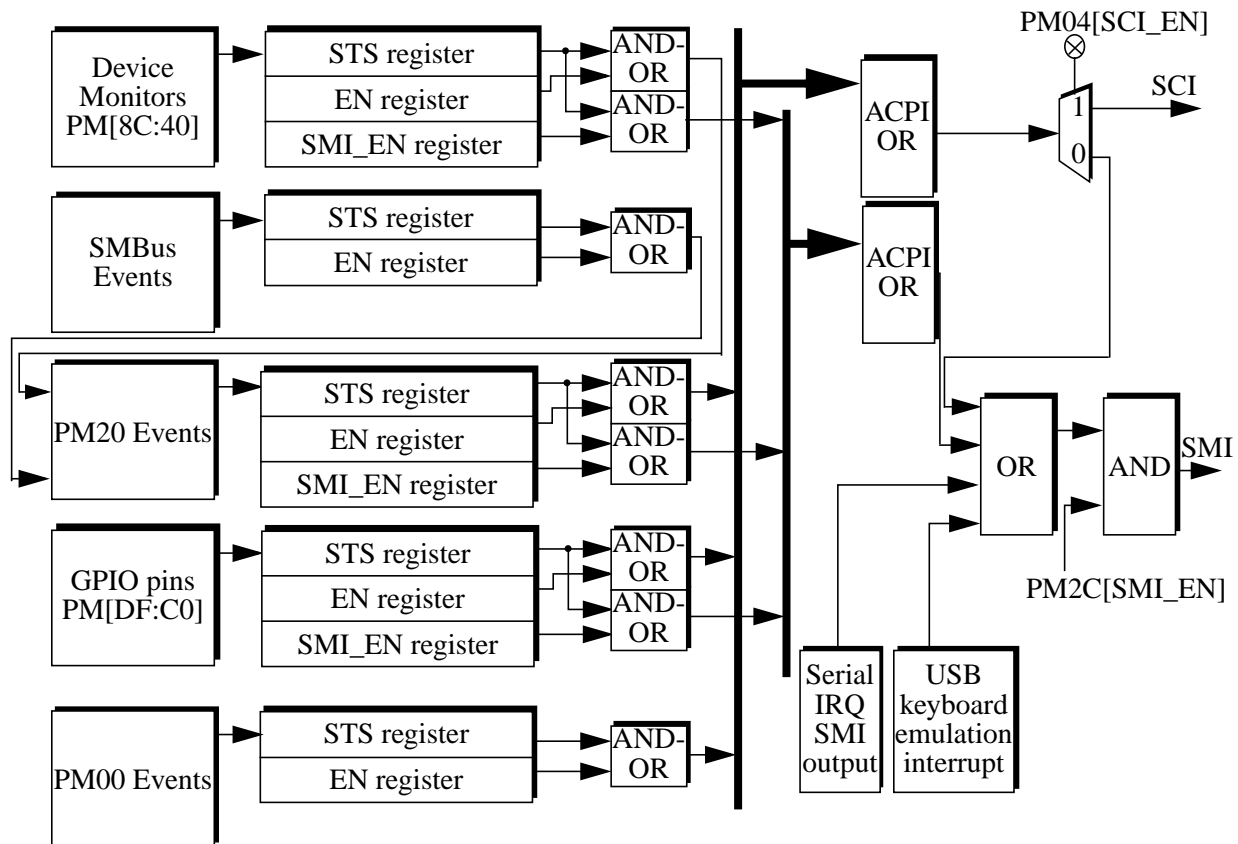 Device
Monitors
PM[8C:40]
STS register
EN register
SMI_EN register
AND-
OR
AND-
OR
SMBus
Events
STS register
EN register
AND-
OR
PM20 Events
STS register
EN register
SMI_EN register
AND-
OR
AND-
OR
GPIO pins
PM[DF:C0]
STS register
EN register
SMI_EN register
AND-
OR
AND-
OR
PM00 Events
STS register
EN register
AND-
OR
ACPI
OR
ACPI
OR
PM04[SCI_EN]
1
0
SCI
OR
AND
SMI
PM2C[SMI_EN]
Serial
IRQ
SMI
output
USB
keyboard
emulation
interrupt